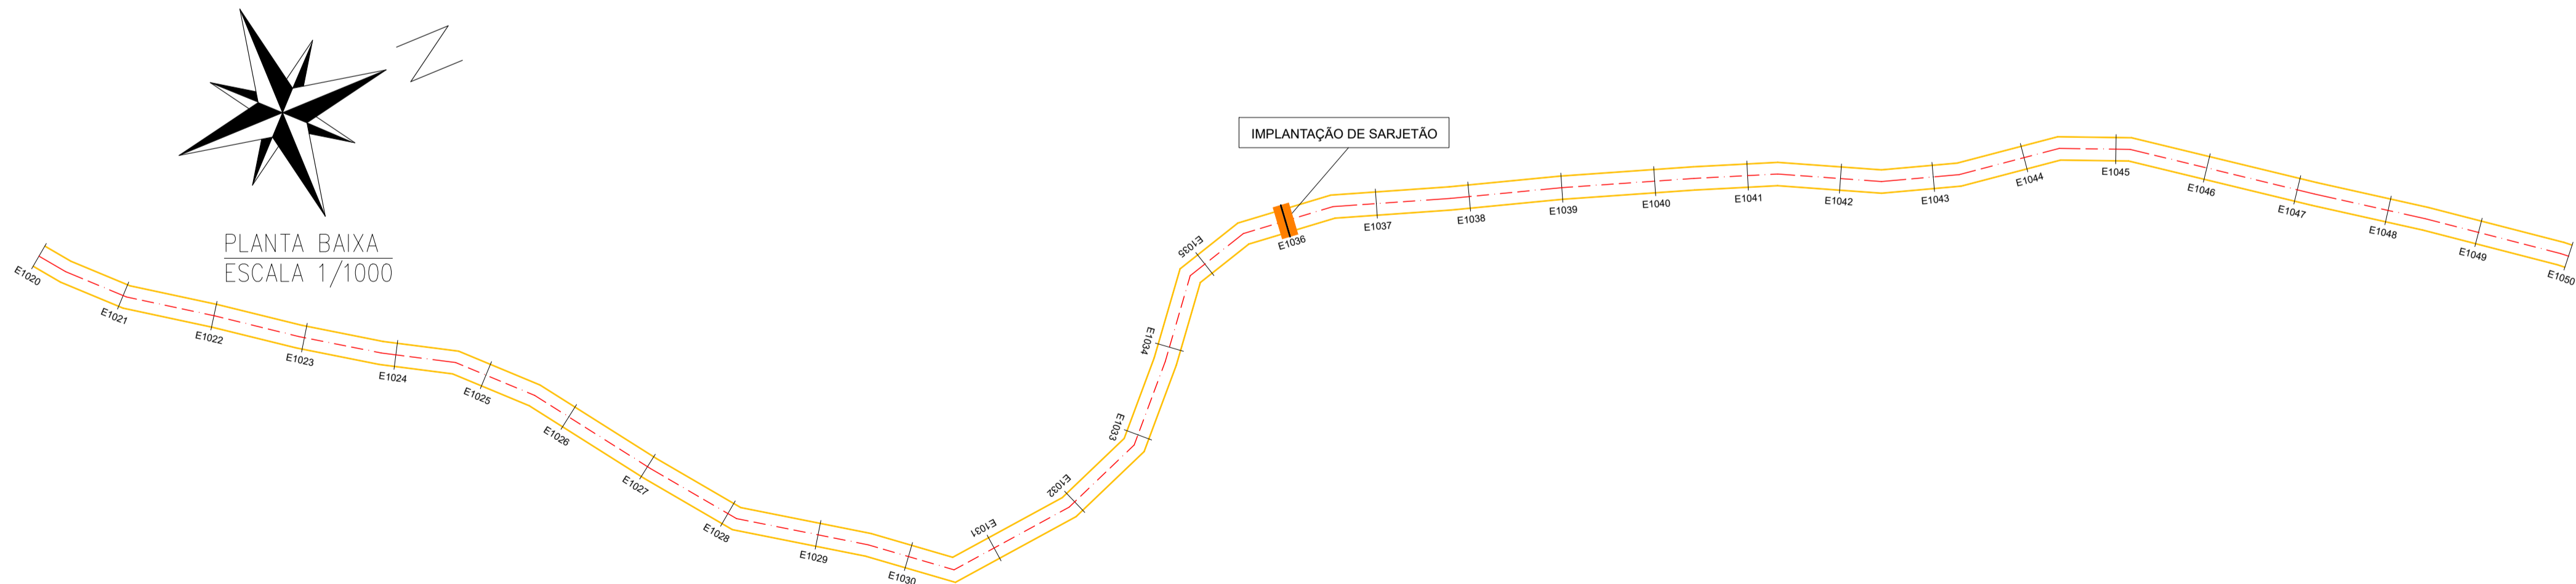 N
PLANTA BAIXA
ESCALA 1/1000
IMPLANTAÇÃO DE SARJETÃO
E1020
E1021
E1022
E1023
E1024
E1025
E1026
E1027
E1028
E1029
E1030
E1031
E1032
E1033
E1034
E1035
E1036
E1037
E1038
E1039
E1040
E1041
E1042
E1043
E1044
E1045
E1046
E1047
E1048
E1049
E1050